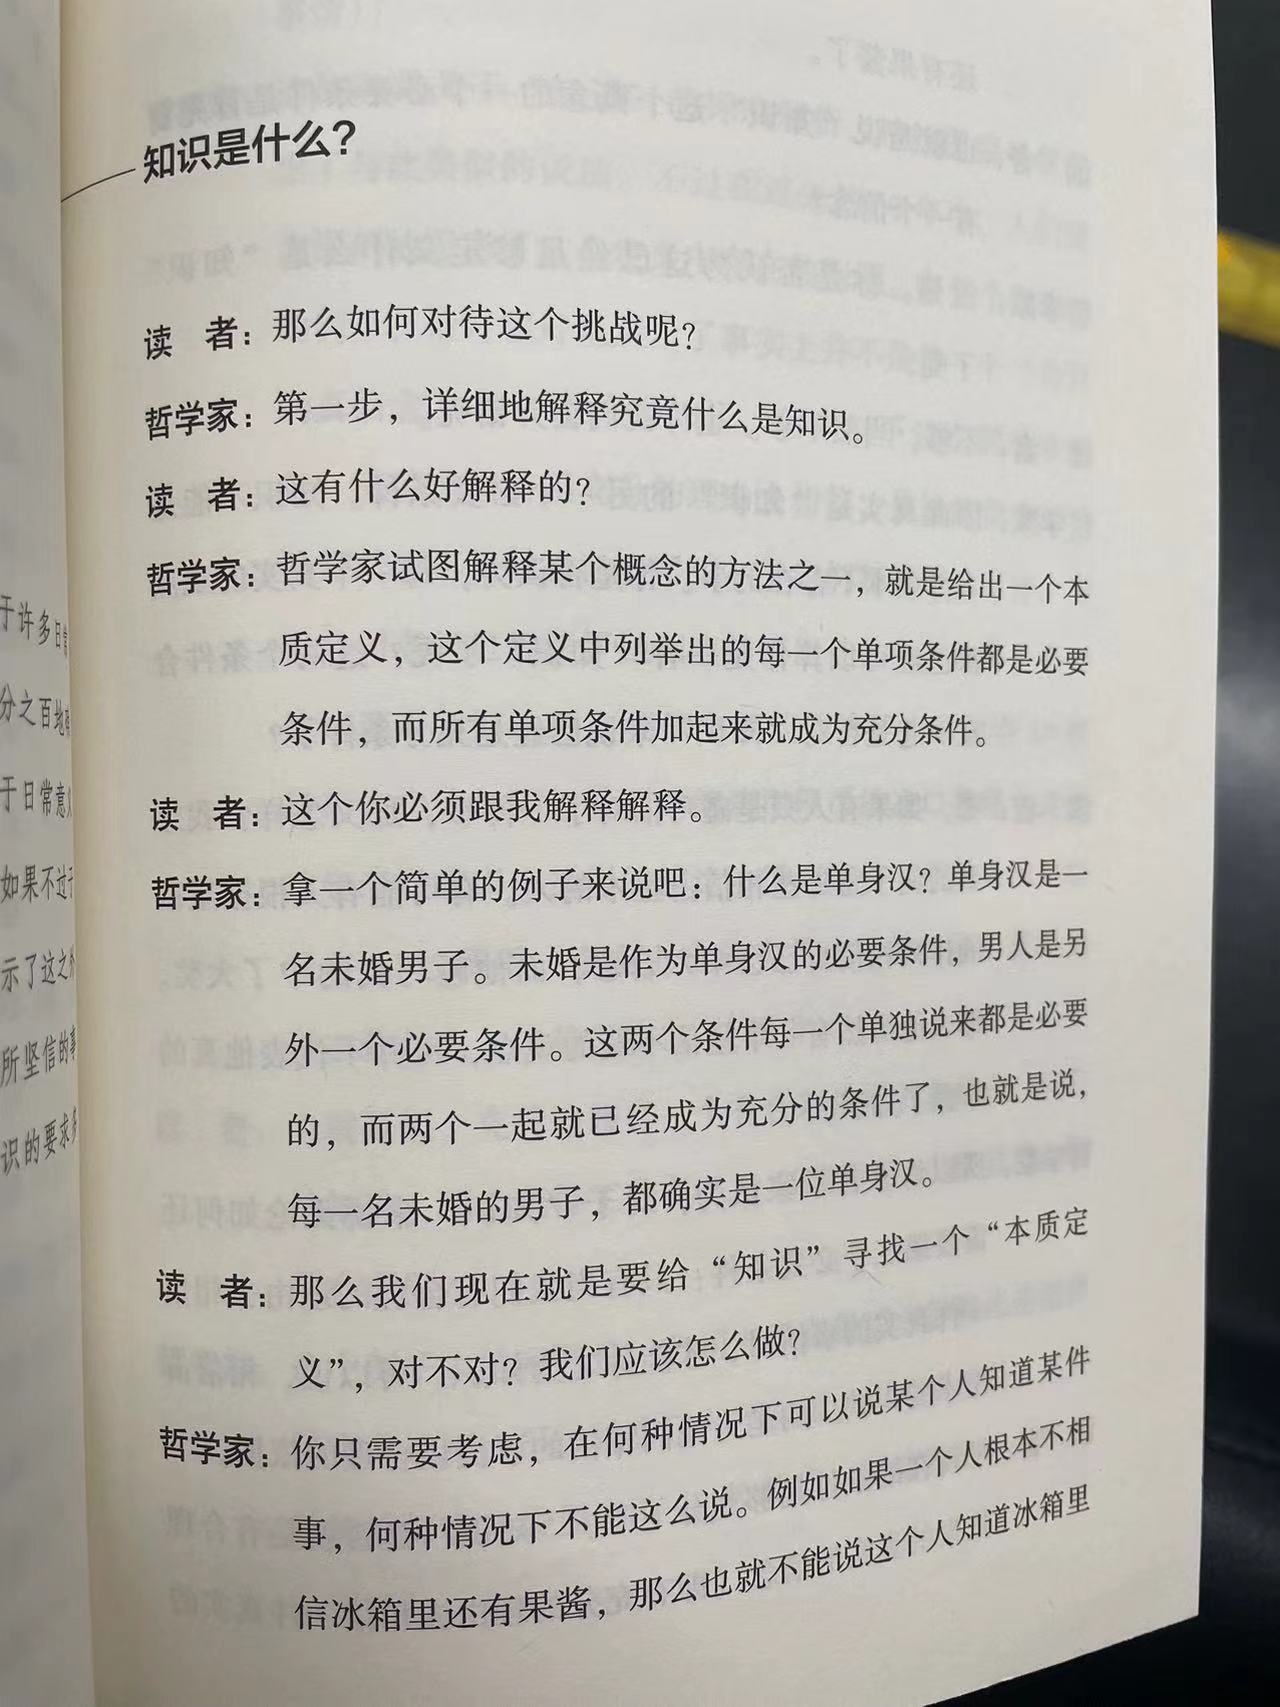 知识是什么？
读 者：那么如何对待这个挑战呢？
哲学家：第一步，详细地解释究竟什么是知识。
读 者：这有什么好解释的？
哲学家：哲学家试图解释某个概念的方法之一，就是给出一个本
质定义，这个定义中列举出的每一个单项条件都是必要
条件，而所有单项条件加起来就成为充分条件。
读 者：这个你必须跟我解释解释。
哲学家：拿一个简单的例子来说吧：什么是单身汉？单身汉是一
名未婚男子。未婚是作为单身汉的必要条件，男人是另
外一个必要条件。这两个条件每一个单独说来都是必要
的，而两个一起就已经成为充分的条件了，也就是说，
每一名未婚的男子，都确实是一位单身汉。
读 者：那么我们现在就是要给“知识”寻找一个“本质定
义”，对不对？我们应该怎么做？
哲学家：你只需要考虑，在何种情况下可以说某个人知道某件
事，何种情况下不能这么说。例如如果一个人根本不相
信冰箱里还有果酱，那么也就不能说这个人知道冰箱里
于许多日常
分之百地
于日常意义
如果不过于
示了这之外
所坚信的事
识的要求多